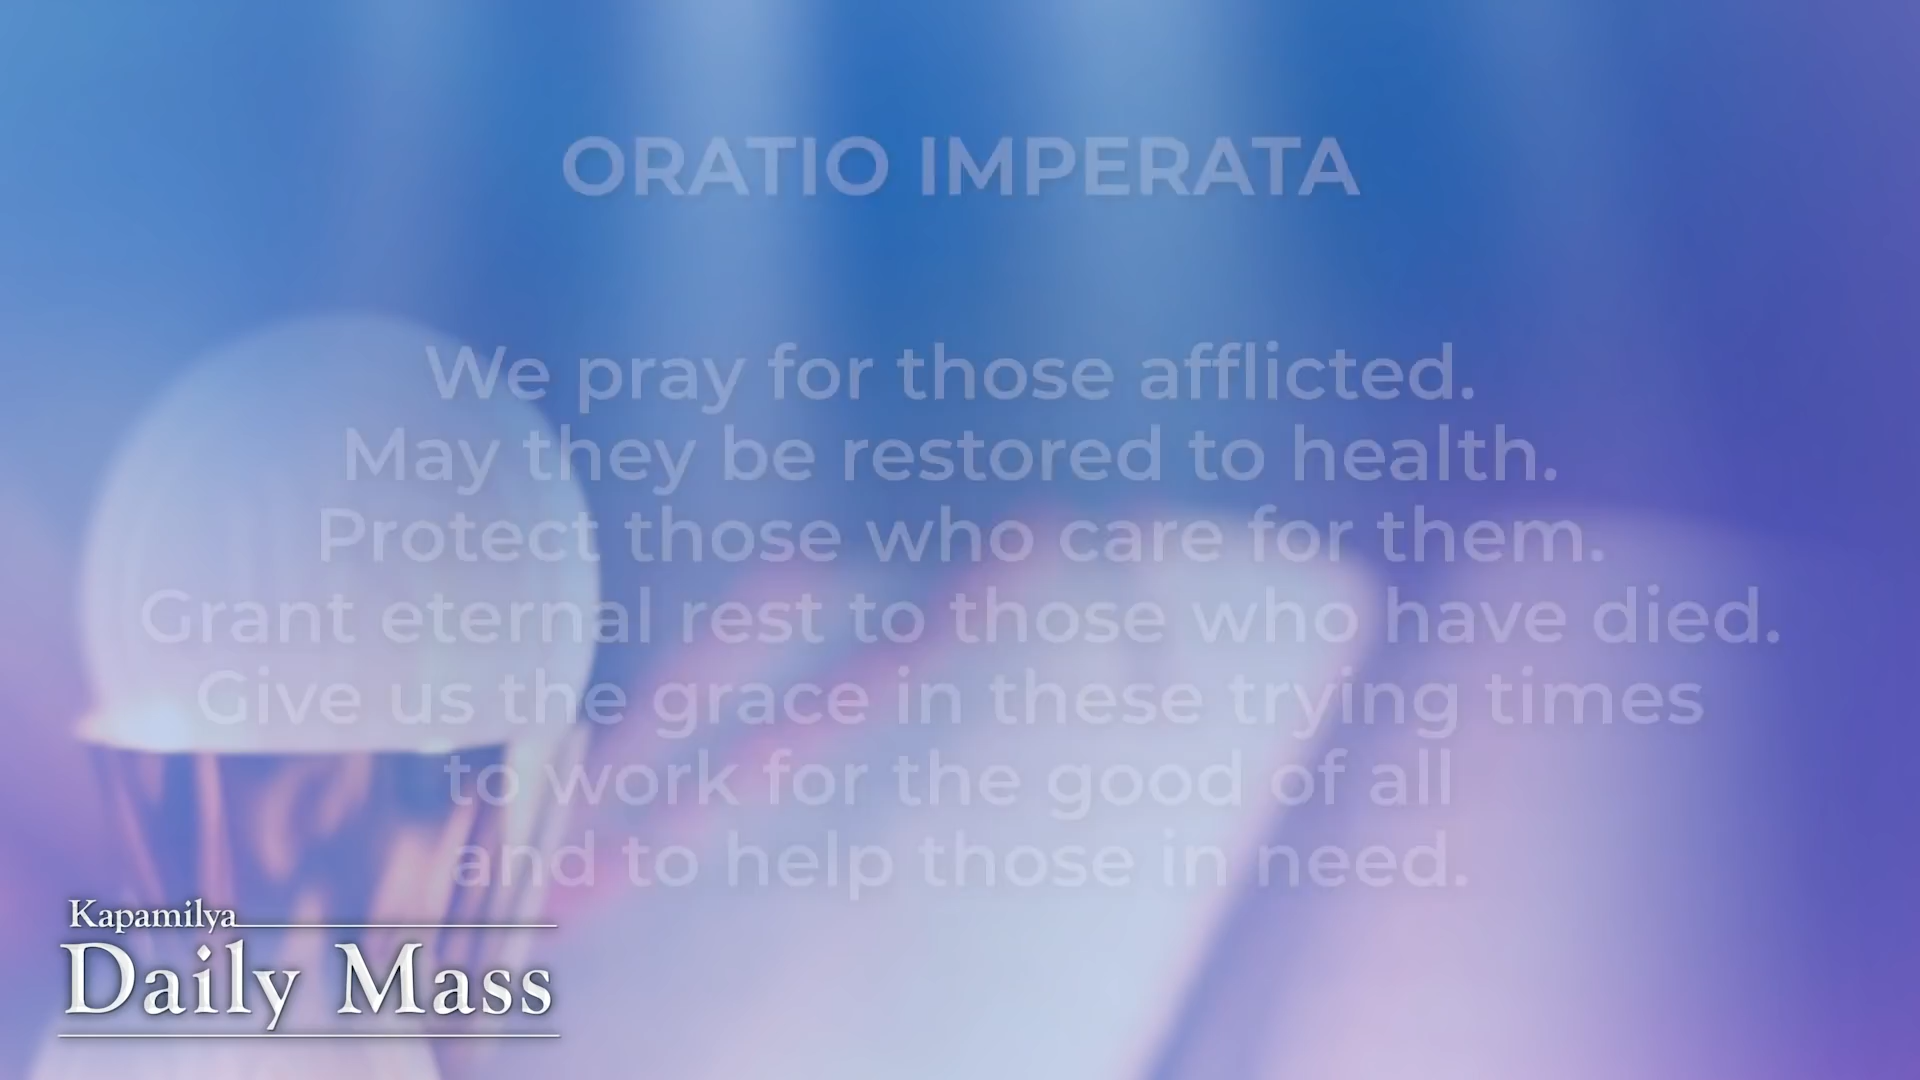 ORATIO IMPERATA
We pray for those afflicted.
May they be restored to health.
Protect those who care for them.
Grant eternal rest to those who have died.
Give us the grace in these trying times
to work for the good of all
and to help those in need.
Kapamilya
Daily Mass